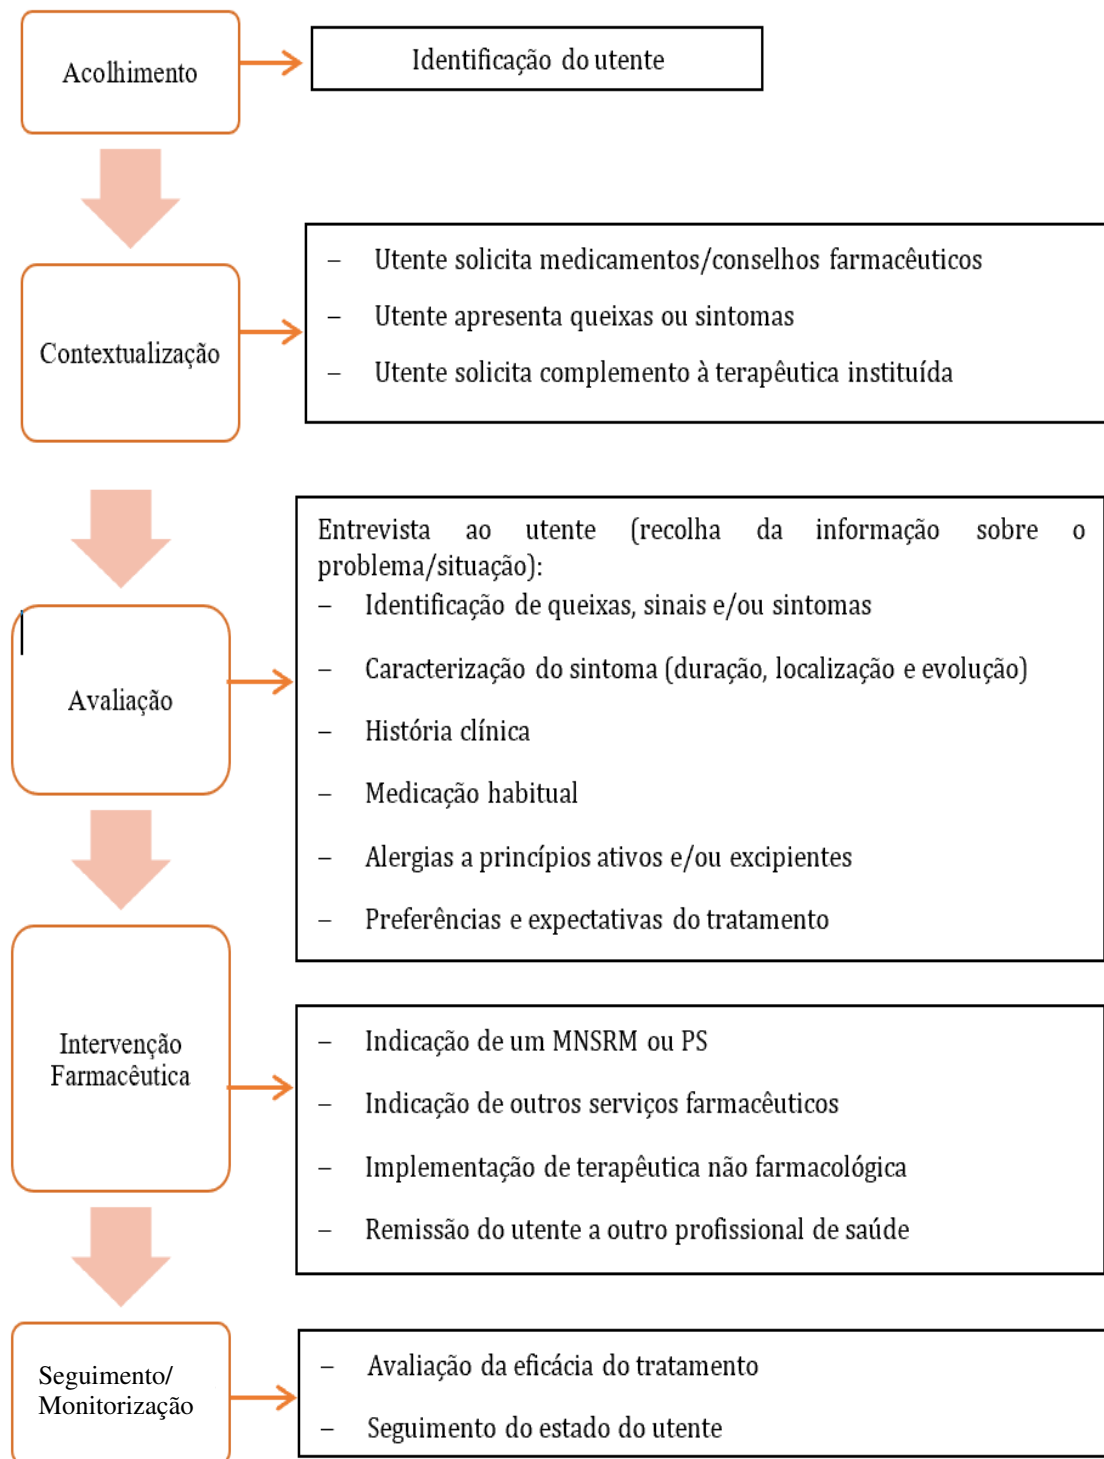 Acolhimento
Identificação do utente
Contextualização
– Utente solicita medicamentos/conselhos farmacêuticos
– Utente apresenta queixas ou sintomas
– Utente solicita complemento à terapêutica instituída
Avaliação
Entrevista ao utente (recolha da informação sobre o
problema/situação):
– Identificação de queixas, sinais e/ou sintomas
– Caracterização do sintoma (duração, localização e evolução)
– História clínica
– Medicação habitual
– Alergias a princípios ativos e/ou excipientes
– Preferências e expectativas do tratamento
Intervenção
Farmacêutica
– Indicação de um MNSRM ou PS
– Indicação de outros serviços farmacêuticos
– Implementação de terapêutica não farmacológica
– Remissão do utente a outro profissional de saúde
Seguimento/
Monitorização
– Avaliação da eficácia do tratamento
– Seguimento do estado do utente